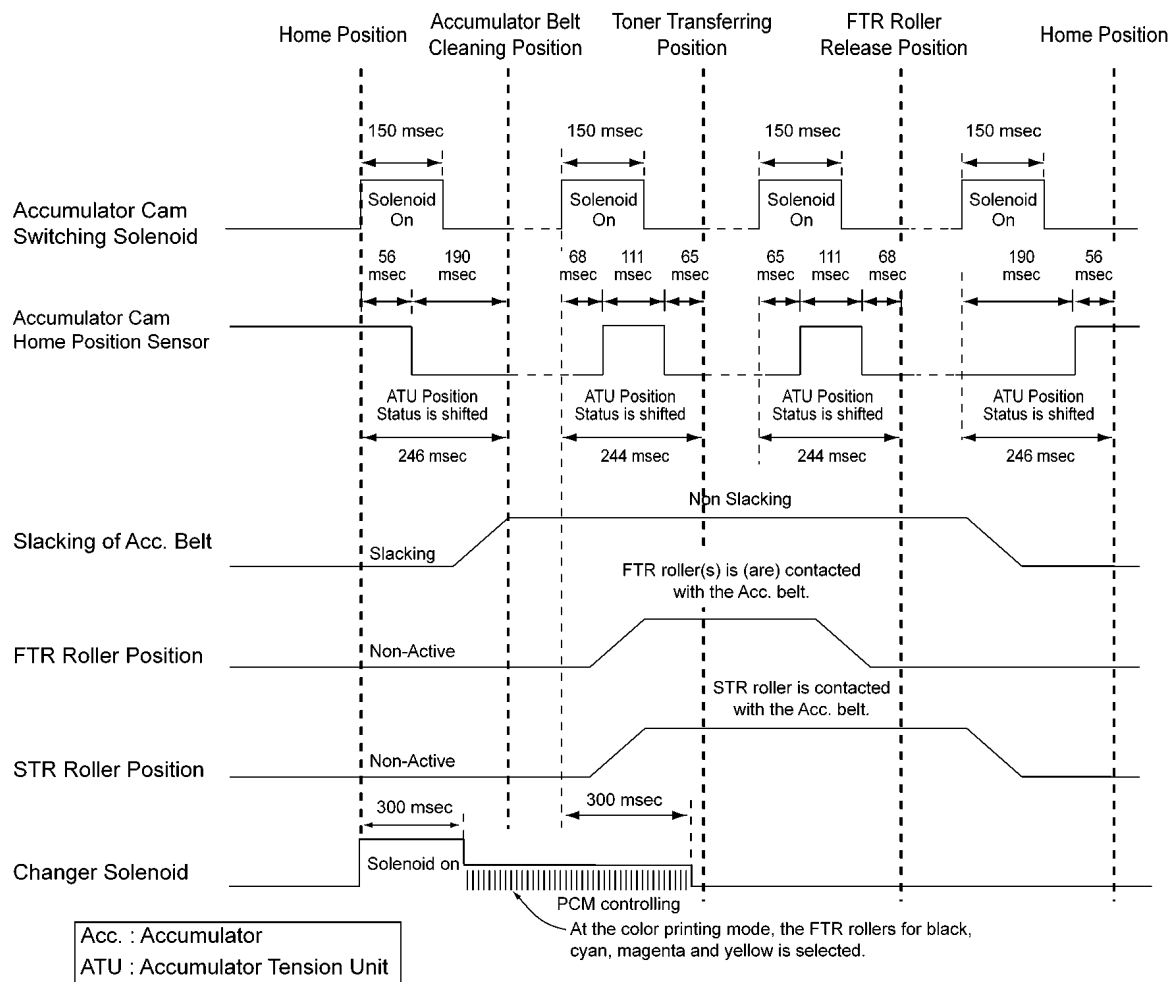 Home Position
Accumulator Belt
Cleaning Position
Toner Transferring
Position
FTR Roller
Release Position
Home Position
150 msec
150 msec
150 msec
150 msec
Accumulator Cam
Switching Solenoid
Solenoid
On
Solenoid
On
Solenoid
On
Solenoid
On
56
msec
190
msec
68
msec
111
msec
65
msec
65
msec
111
msec
68
msec
190
msec
56
msec
Accumulator Cam
Home Position Sensor
ATU Position
Status is shifted
ATU Position
Status is shifted
ATU Position
Status is shifted
ATU Position
Status is shifted
246 msec
244 msec
244 msec
246 msec
Non Slacking
Slacking of Acc. Belt
Slacking
FTR roller(s) is (are) contacted
with the Acc. belt.
FTR Roller Position
Non-Active
STR roller is contacted
with the Acc. belt.
STR Roller Position
Non-Active
300 msec
300 msec
Changer Solenoid
Solenoid on
PCM controlling
At the color printing mode, the FTR rollers for black,
cyan, magenta and yellow is selected.
Acc. : Accumulator
ATU : Accumulator Tension Unit